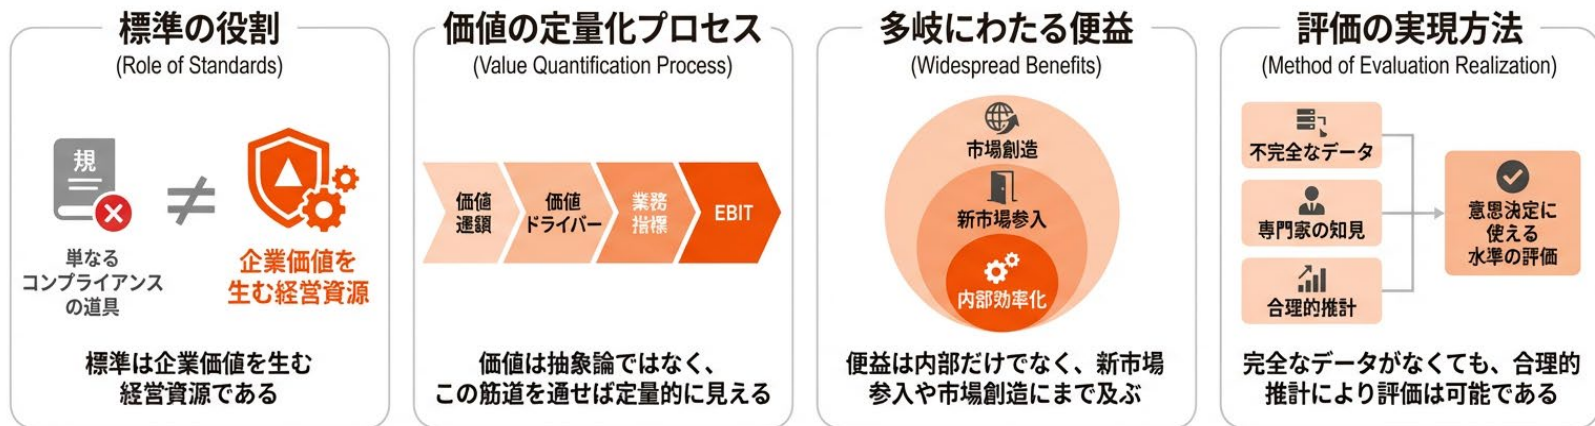 標準の役割
(Role of Standards)
規
≠
単なる
コンプライアンス
の道具
企業価値を
生む経営資源
標準は企業価値を生む
経営資源である
価値の定量化プロセス
(Value Quantification Process)
価値
価値
ドライバー
業務
指標
EBIT
価値は抽象論ではなく、
この筋道を通せば定量的に見える
多岐にわたる便益
(Widespread Benefits)
市場創造
新市場参入
内部効率化
便益は内部だけでなく、新市場
参入や市場創造にまで及ぶ
評価の実現方法
(Method of Evaluation Realization)
不完全なデータ
専門家の知見
合理的推計
意思決定に
使える
水準の評価
完全なデータがなくても、合理的
推計により評価は可能である